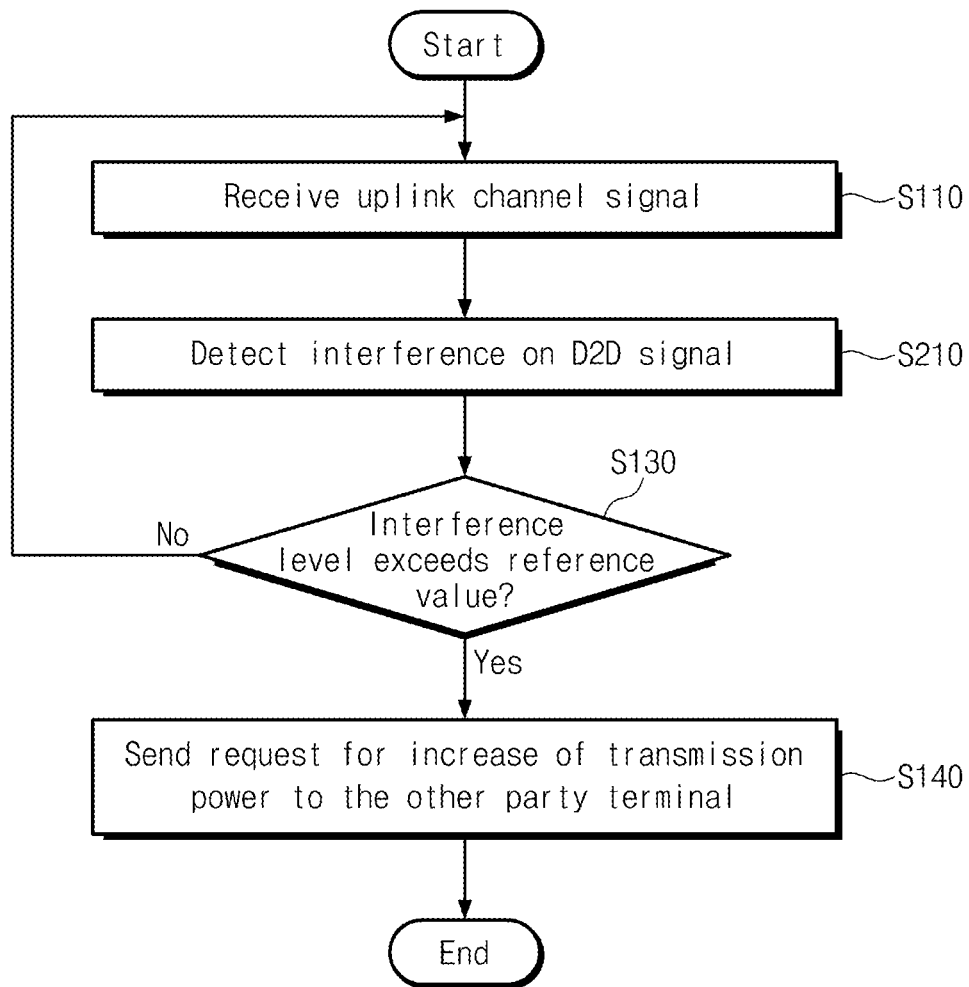 Start
Receive uplink channel signal
S110
Detect interference on D2D signal
S210
S130
Interference
level exceeds reference
value?
No
Yes
Send request for increase of transmission
power to the other party terminal
S140
End